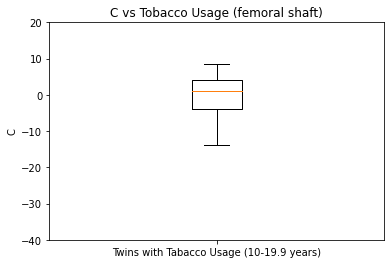 C vs Tobacco Usage (femoral shaft)
20
10
0
−10
−20
−30
−40
C
Twins with Tabacco Usage (10-19.9 years)